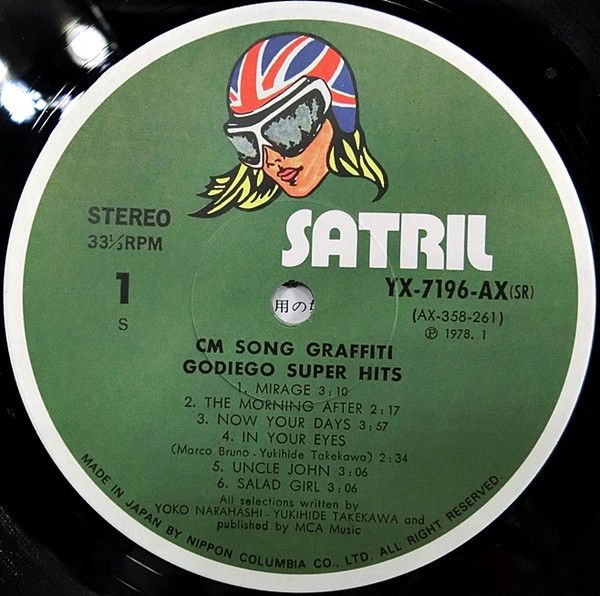 SATRIL
STEREO
33⅓RPM
1
S
YX-7196-AX(SR)
(AX-358-261)
Ⓟ 1978. 1
用の
CM SONG GRAFFITI
GODIEGO SUPER HITS
1. MIRAGE 3:10
2. THE MORNING AFTER 2:17
3. NOW YOUR DAYS 3:57
4. IN YOUR EYES
(Marco Bruno - Yukihide Takekawa) 2:34
5. UNCLE JOHN 3:06
6. SALAD GIRL 3:06
All selections written by
YOKO NARAHASHI - YUKIHIDE TAKEKAWA and
published by MCA Music
MADE IN JAPAN BY NIPPON COLUMBIA CO., LTD. ALL RIGHT RESERVED.